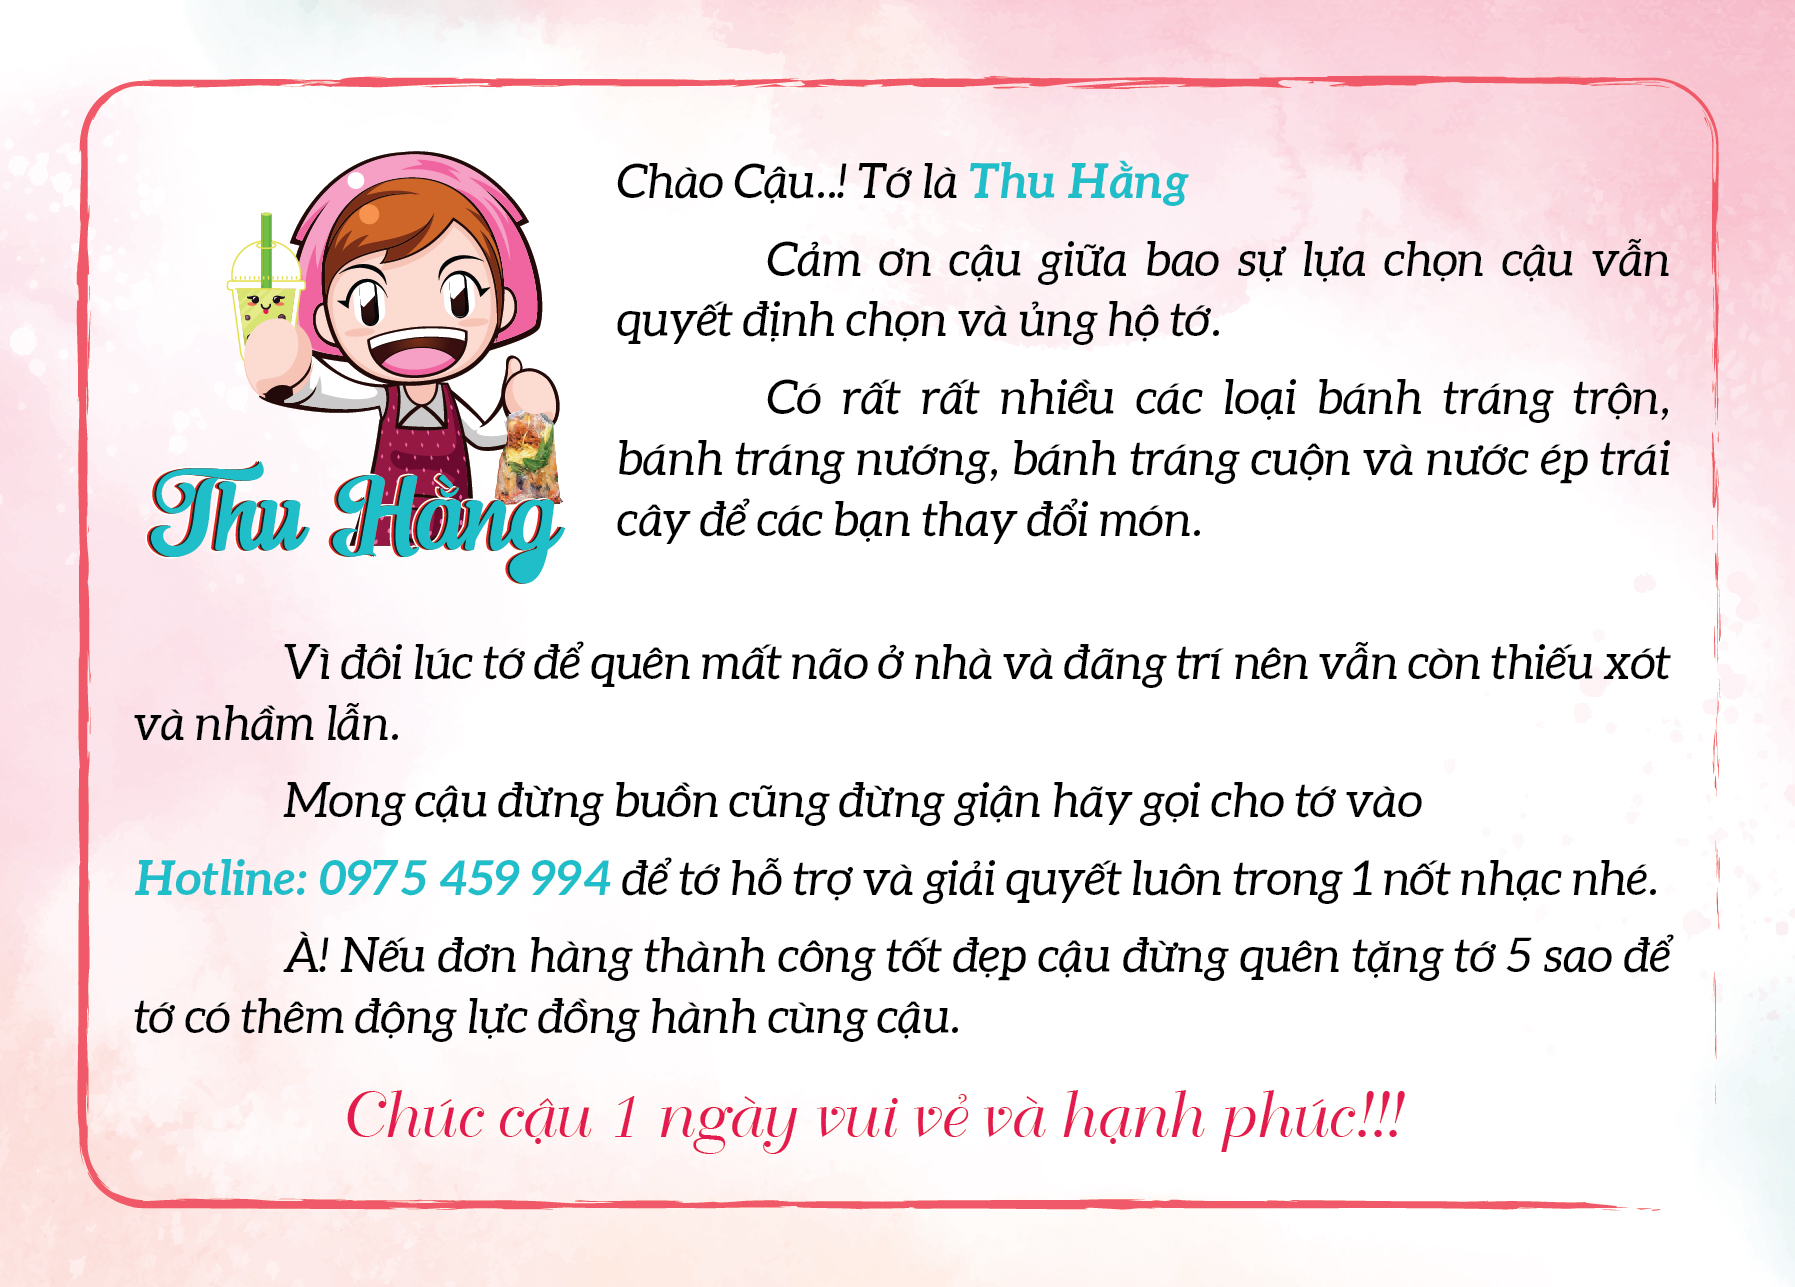 Chào Cậu..! Tớ là Thu Hằng
Cảm ơn cậu giữa bao sự lựa chọn cậu vẫn
quyết định chọn và ủng hộ tớ.
Có rất rất nhiều các loại bánh tráng trộn,
bánh tráng nướng, bánh tráng cuộn và nước ép trái
cây để các bạn thay đổi món.
Thu Hằng
Vì đôi lúc tớ để quên mất não ở nhà và đãng trí nên vẫn còn thiếu xót
và nhầm lẫn.
Mong cậu đừng buồn cũng đừng giận hãy gọi cho tớ vào
Hotline: 0975 459 994 để tớ hỗ trợ và giải quyết luôn trong 1 nốt nhạc nhé.
À! Nếu đơn hàng thành công tốt đẹp cậu đừng quên tặng tớ 5 sao để
tớ có thêm động lực đồng hành cùng cậu.
Chúc cậu 1 ngày vui vẻ và hạnh phúc!!!